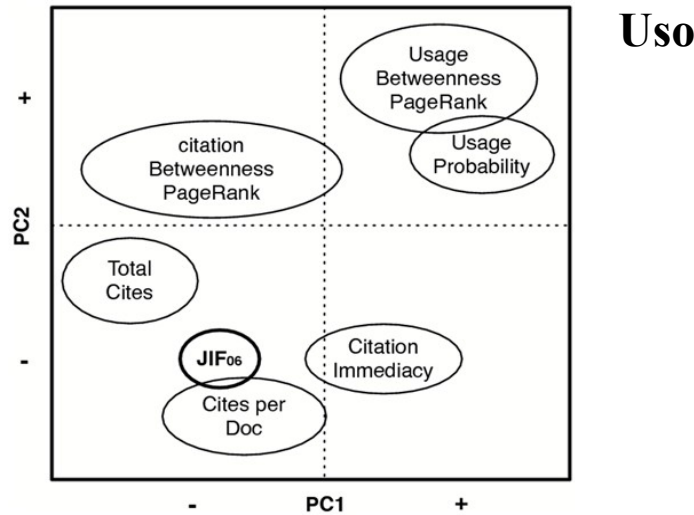 Uso
Usage
Betweenness
PageRank
Usage
Probability
citation
Betweenness
PageRank
Total
Cites
JIF06
Citation
Immediacy
Cites per
Doc
+
PC2
-
- PC1 +